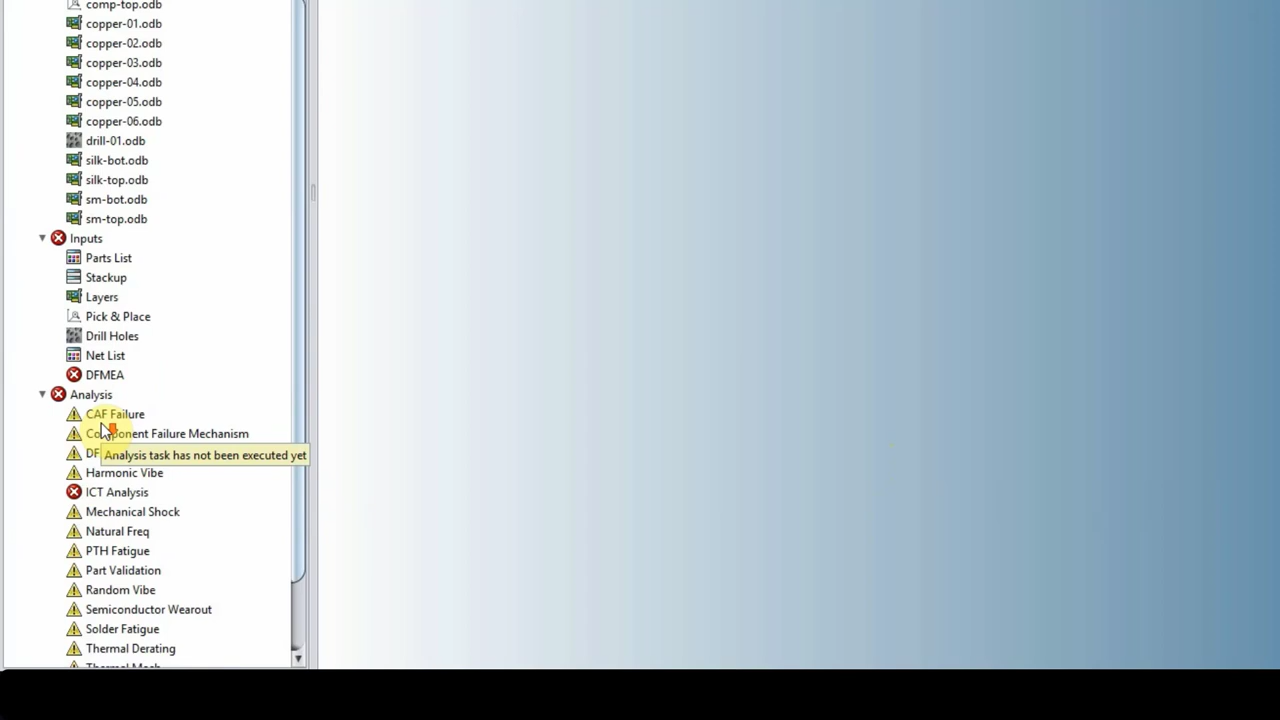 comp-top.odb
copper-01.odb
copper-02.odb
copper-03.odb
copper-04.odb
copper-05.odb
copper-06.odb
drill-01.odb
silk-bot.odb
silk-top.odb
sm-bot.odb
sm-top.odb
Inputs
Parts List
Stackup
Layers
Pick & Place
Drill Holes
Net List
DFMEA
Analysis
CAF Failure
Component Failure Mechanism
Analysis task has not been executed yet
Harmonic Vibe
ICT Analysis
Mechanical Shock
Natural Freq
PTH Fatigue
Part Validation
Random Vibe
Semiconductor Wearout
Solder Fatigue
Thermal Derating
Thermal Mech